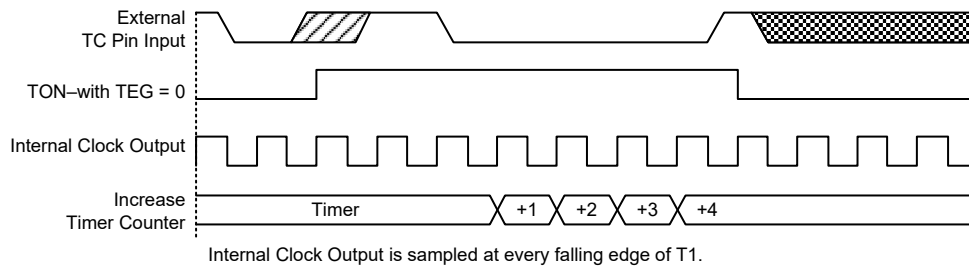 External
TC Pin Input
TON–with TEG = 0
Internal Clock Output
Increase
Timer Counter
Timer
+1
+2
+3
+4
Internal Clock Output is sampled at every falling edge of T1.